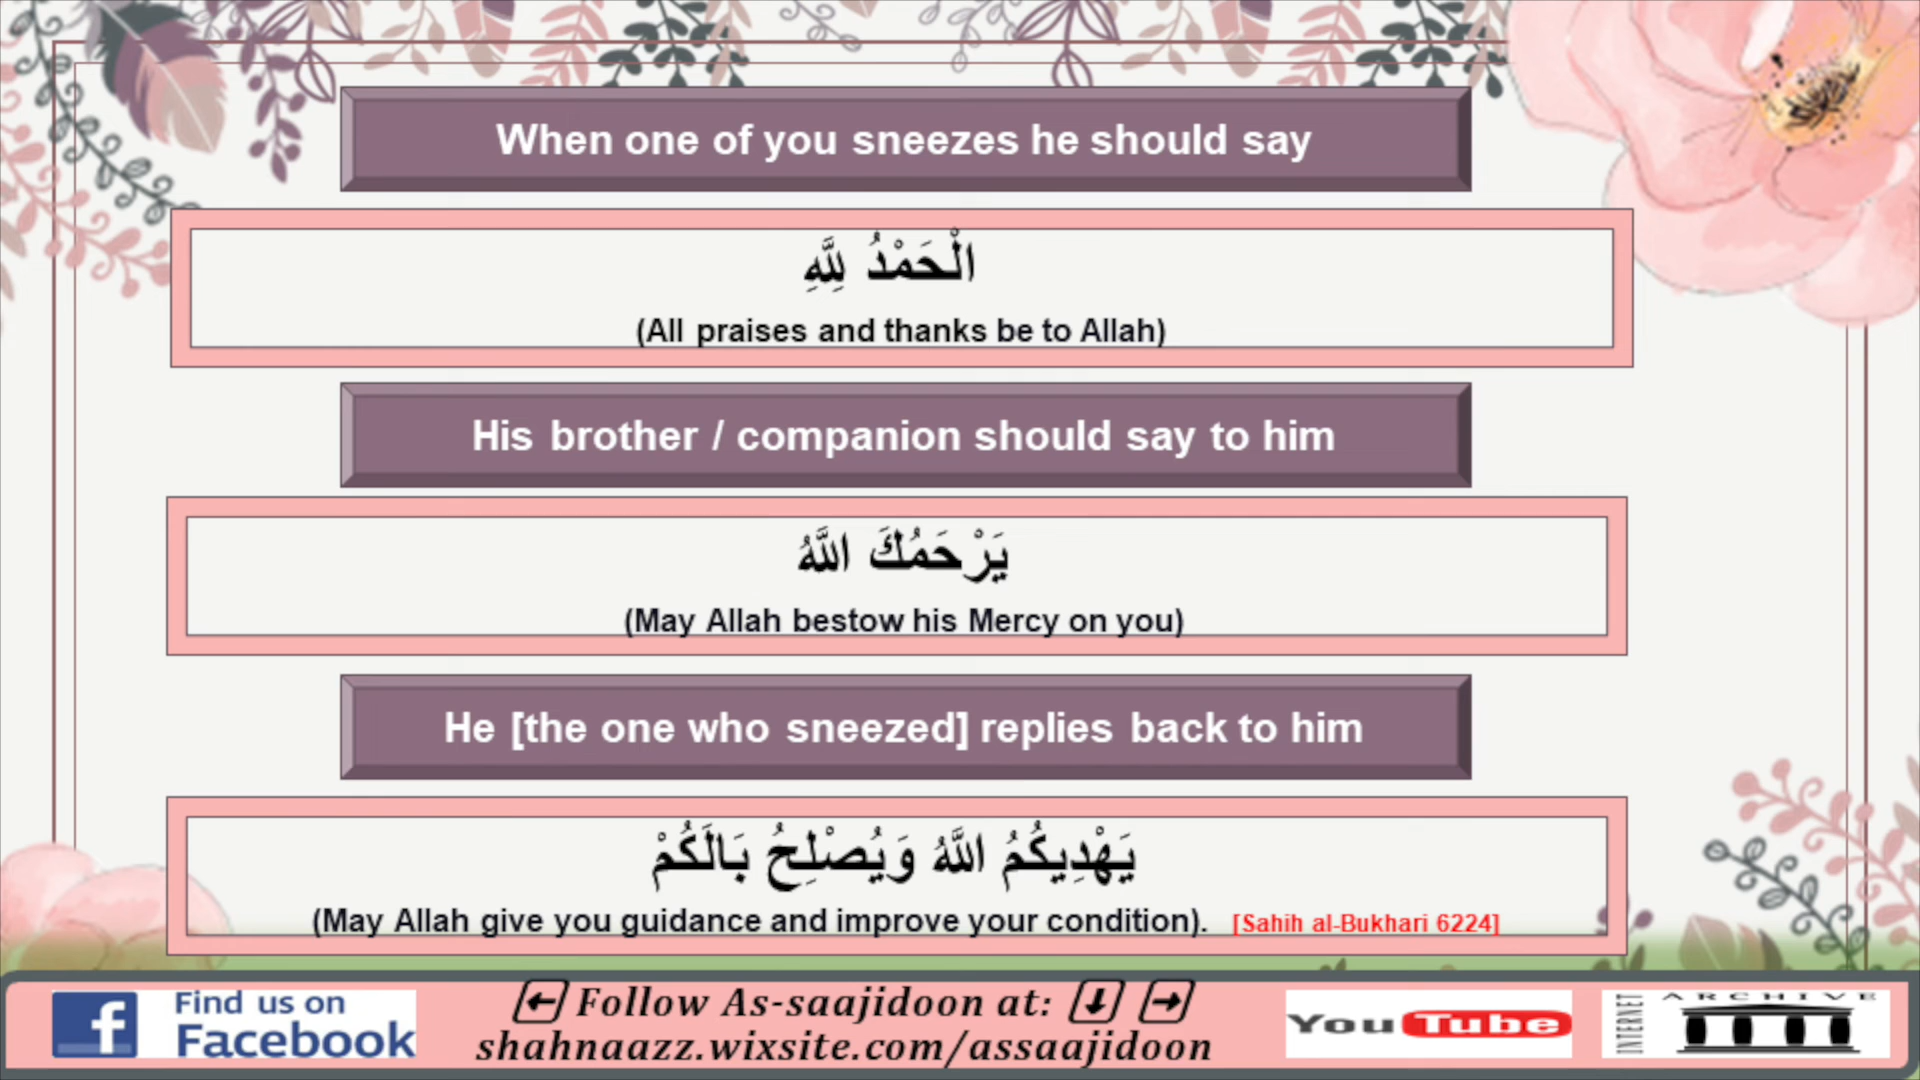 When one of you sneezes he should say
الْحَمْدُ لِلَّهِ
(All praises and thanks be to Allah)
His brother / companion should say to him
يَرْحَمُكَ اللَّهُ
(May Allah bestow his Mercy on you)
He [the one who sneezed] replies back to him
يَهْدِيكُمُ اللَّهُ وَيُصْلِحُ بَالَكُمْ
(May Allah give you guidance and improve your condition). [Sahih al-Bukhari 6224]
f Find us on
Facebook
Follow As-saajidoon at:
shahnaazz.wixsite.com/assaajidoon
YouTube
INTERNET
ARCHIVE